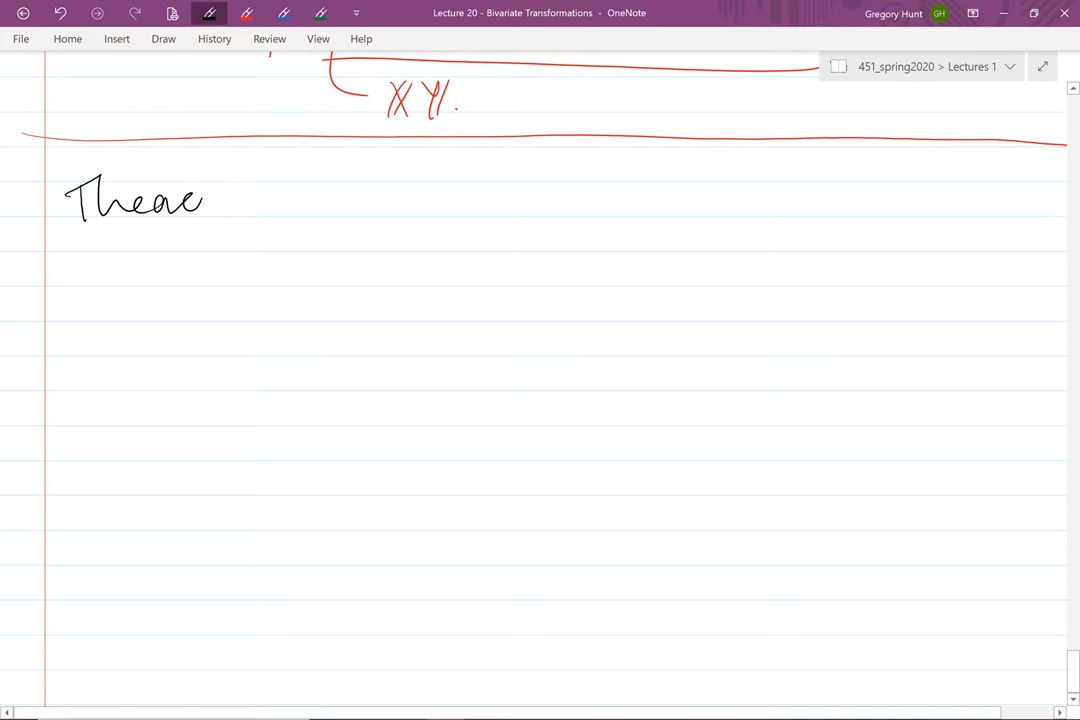 Lecture 20 - Bivariate Transformations - OneNote
Gregory Hunt GH
File Home Insert Draw History Review View Help
451_spring2020 > Lectures 1
X Y.
Theore